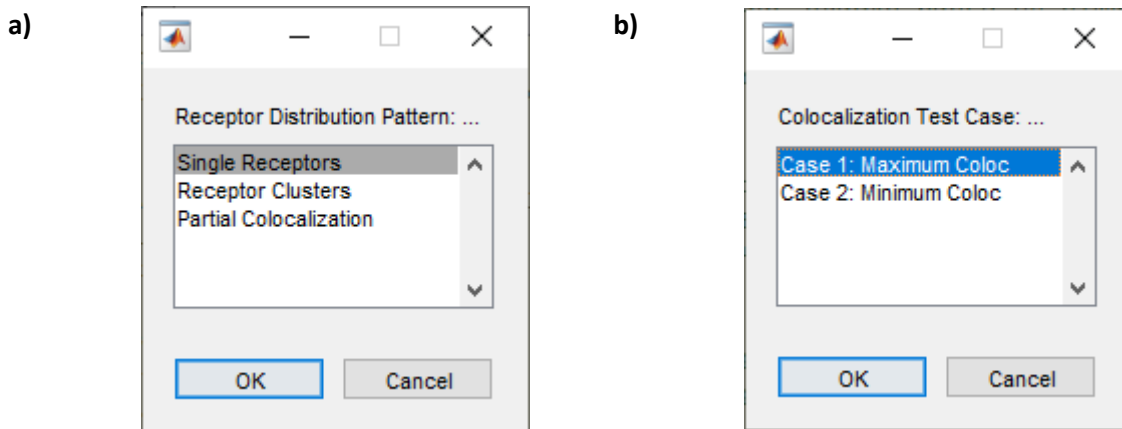 a)
Receptor Distribution Pattern: ...
Single Receptors
Receptor Clusters
Partial Colocalization
OK
Cancel
b)
Colocalization Test Case: ...
Case 1: Maximum Coloc
Case 2: Minimum Coloc
OK
Cancel